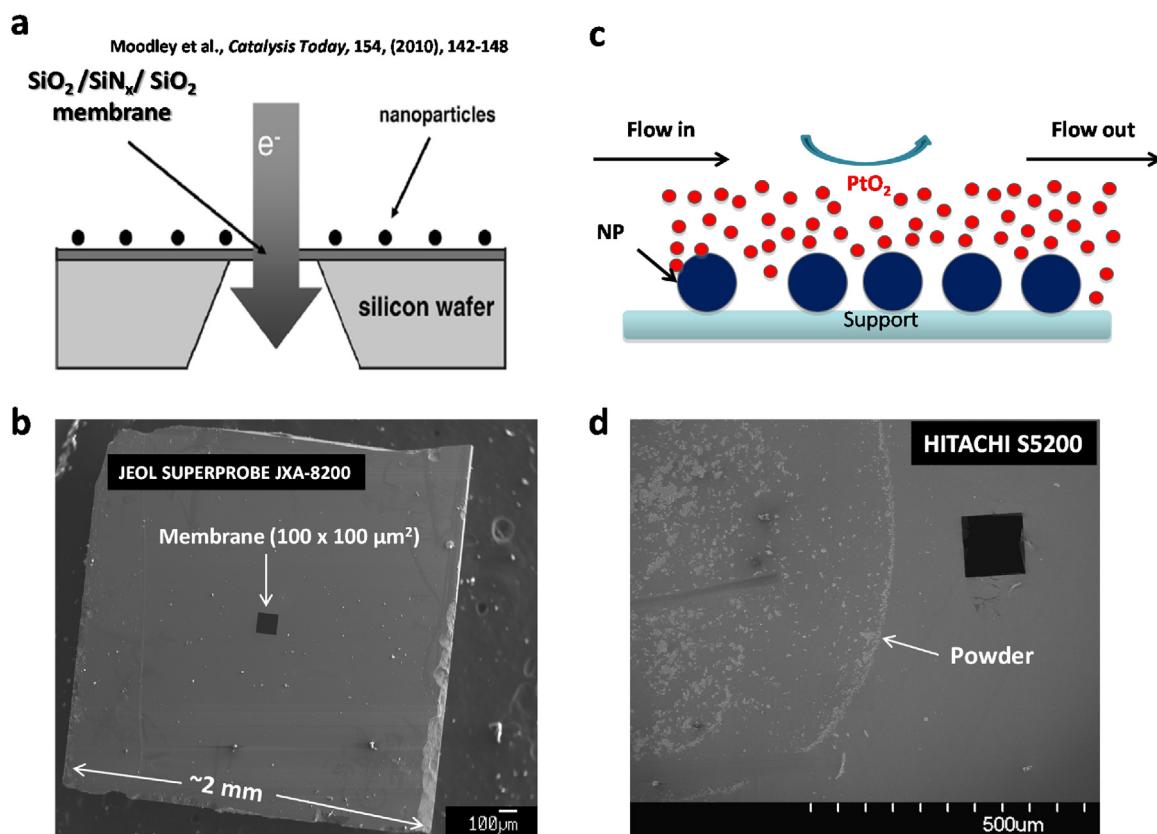 a
Moodley et al., Catalysis Today, 154, (2010), 142-148
SiO₂ /SiNₓ/ SiO₂
membrane
e⁻
nanoparticles
silicon wafer
c
Flow in
Flow out
PtO₂
NP
Support
b
JEOL SUPERPROBE JXA-8200
Membrane (100 x 100 µm²)
~2 mm
100µm
d
HITACHI S5200
Powder
500um